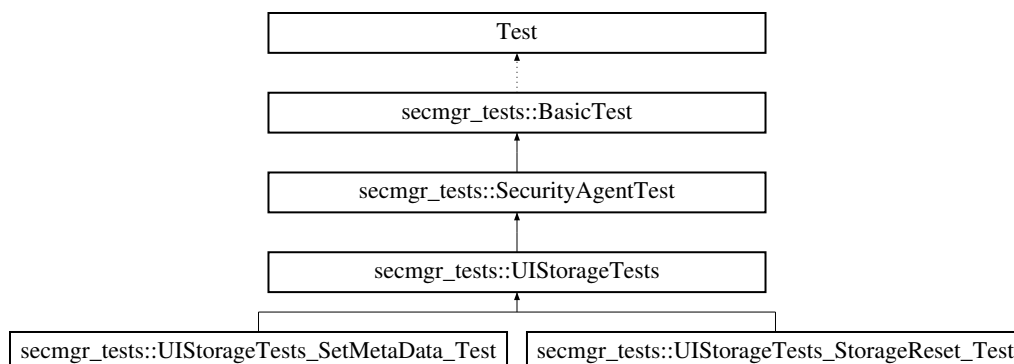 Test
secmgr_tests::BasicTest
secmgr_tests::SecurityAgentTest
secmgr_tests::UIStorageTests
secmgr_tests::UIStorageTests_SetMetaData_Test
secmgr_tests::UIStorageTests_StorageReset_Test